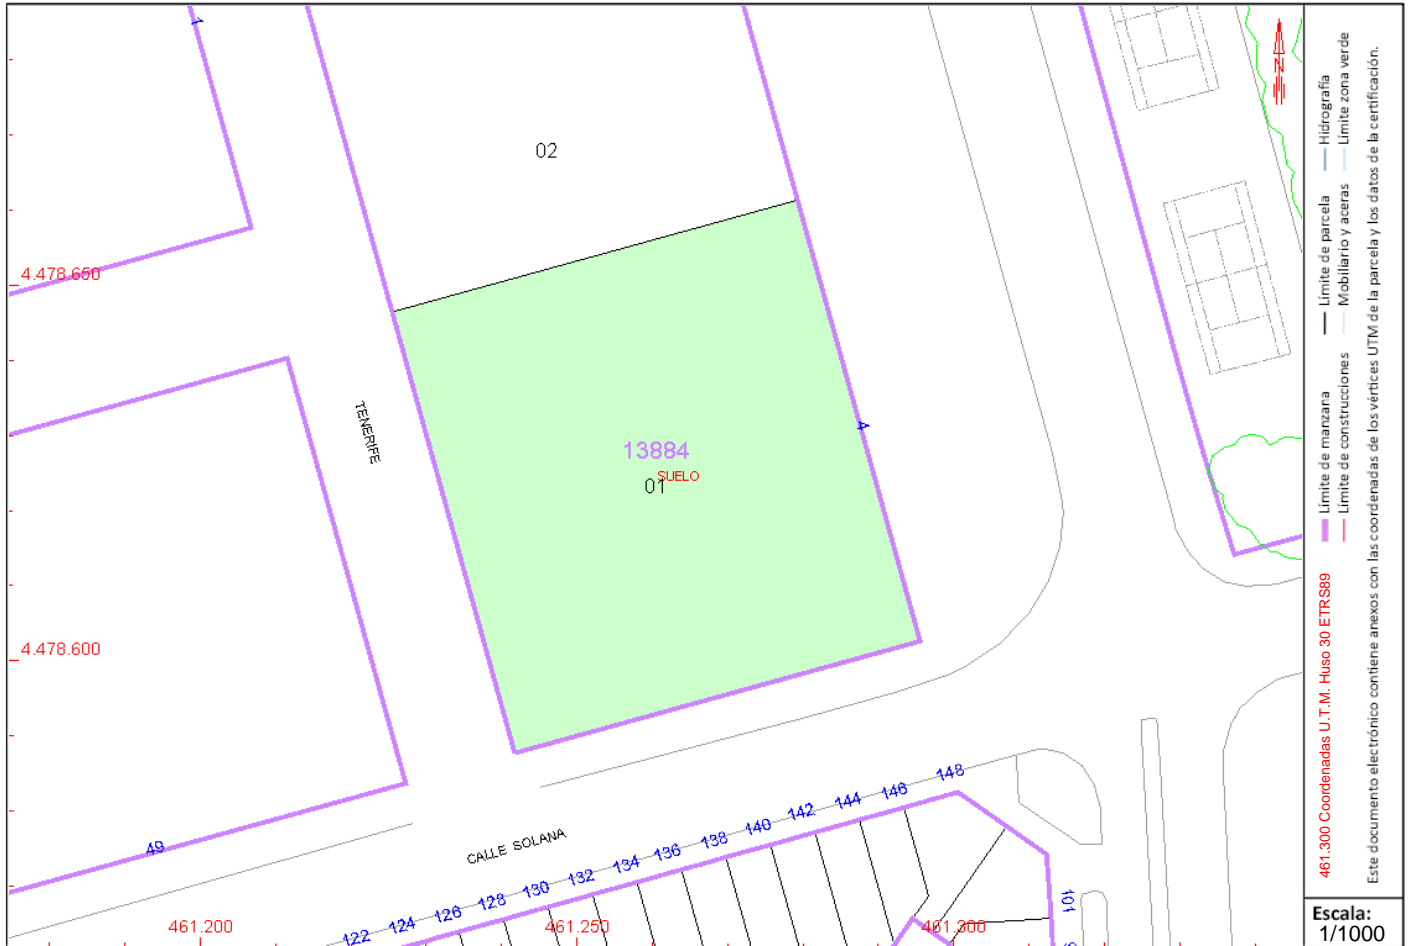 1
02
4.478.650
TENERIFE
13884
SUELO
01
4
4.478.600
49
CALLE SOLANA
122
124
126
128
130
132
134
136
138
140
142
144
146
148
101
461.200
461.250
461.300
N
461.300 Coordenadas U.T.M. Huso 30 ETRS89
Límite de manzana
Límite de parcela
Hidrografía
Límite de construcciones
Mobiliario y aceras
Límite zona verde
Este documento electrónico contiene anexos con las coordenadas de los vértices UTM de la parcela y los datos de la certificación.
Escala:
1/1000